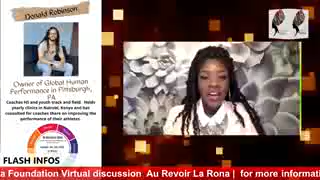 Donald Robinson
Owner of Global Human
Performance in Pittsburgh,
PA
Coaches HS and youth track and field. Holds
yearly clinics in Nairobi, Kenya and has
consulted for coaches there on improving the
performance of their athletes
FLASH INFOS
a Foundation Virtual discussion Au Revoir La Rona | for more informati